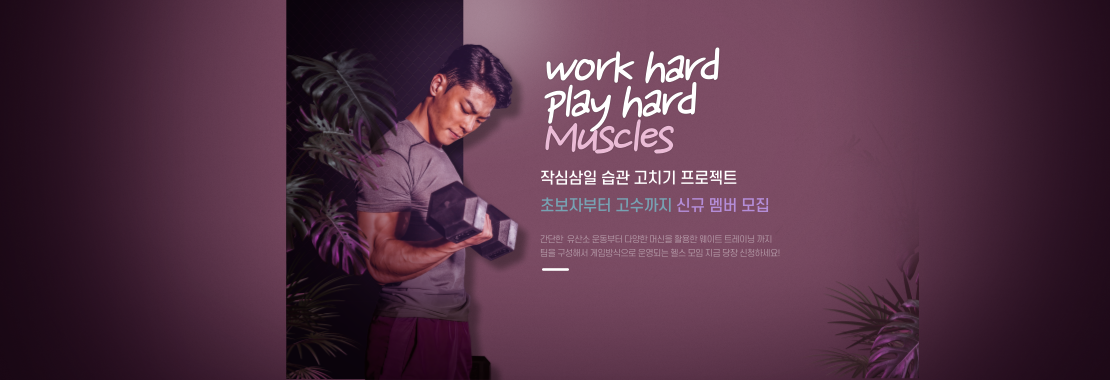 work hard
play hard
Muscles
작심삼일 습관 고치기 프로젝트
초보자부터 고수까지 신규 멤버 모집
간단한 유산소 운동부터 다양한 머신을 활용한 웨이트 트레이닝 까지
팀을 구성해서 게임방식으로 운영되는 헬스 모임 지금 당장 신청하세요!